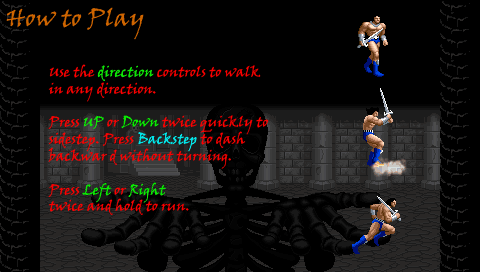 How to Play
Use the direction controls to walk
in any direction.
Press UP or Down twice quickly to
sidestep. Press Backstep to dash
backward without turning.
Press Left or Right
twice and hold to run.